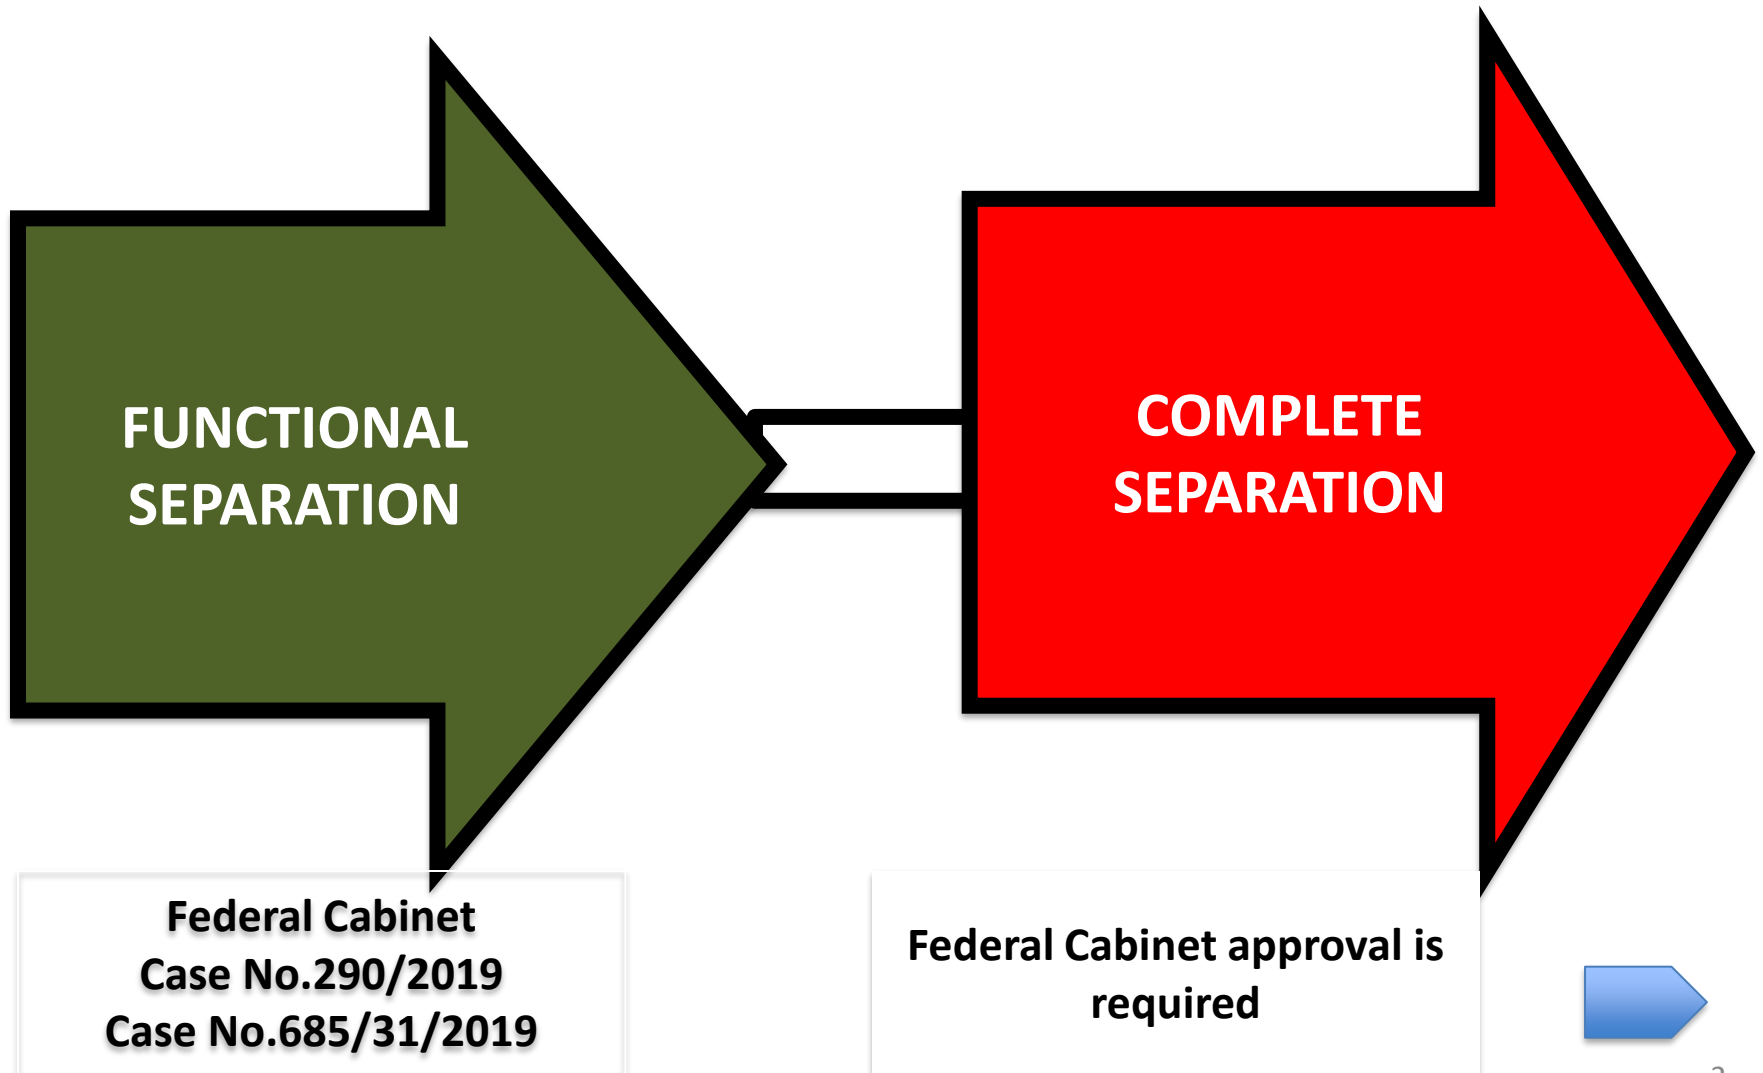 FUNCTIONAL
SEPARATION
COMPLETE
SEPARATION
Federal Cabinet
Case No.290/2019
Case No.685/31/2019
Federal Cabinet approval is
required